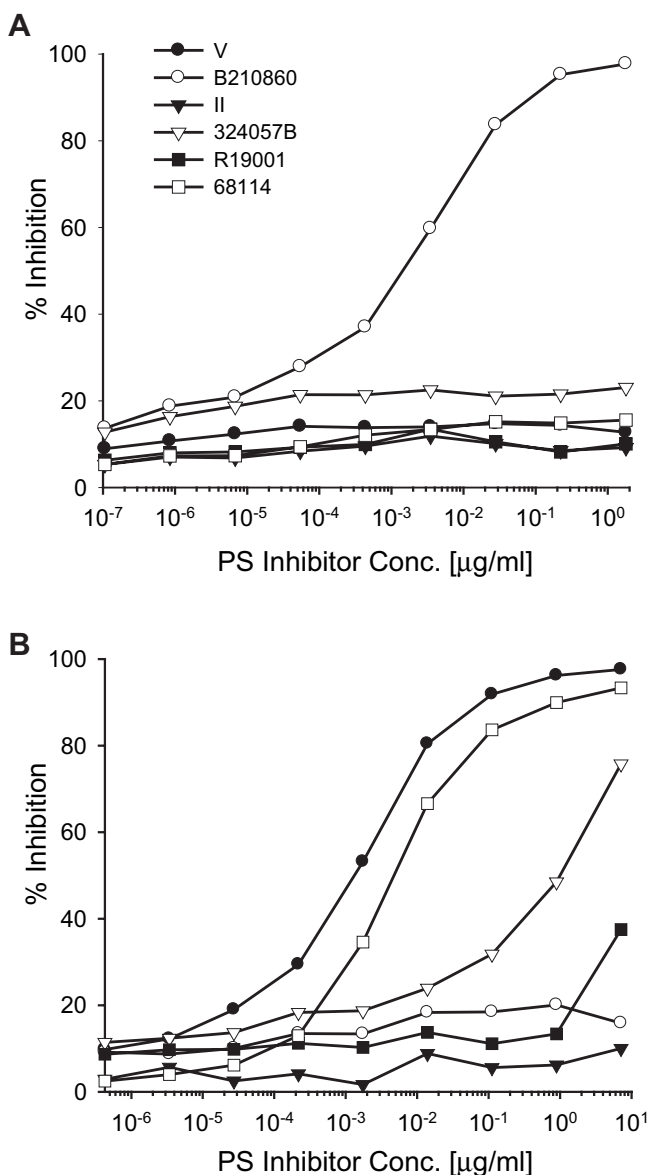 A
V
B210860
II
324057B
R19001
68114
% Inhibition
100
80
60
40
20
0
10⁻⁷ 10⁻⁶ 10⁻⁵ 10⁻⁴ 10⁻³ 10⁻² 10⁻¹ 10⁰
PS Inhibitor Conc. [μg/ml]
B
% Inhibition
100
80
60
40
20
0
10⁻⁶ 10⁻⁵ 10⁻⁴ 10⁻³ 10⁻² 10⁻¹ 10⁰ 10¹
PS Inhibitor Conc. [μg/ml]